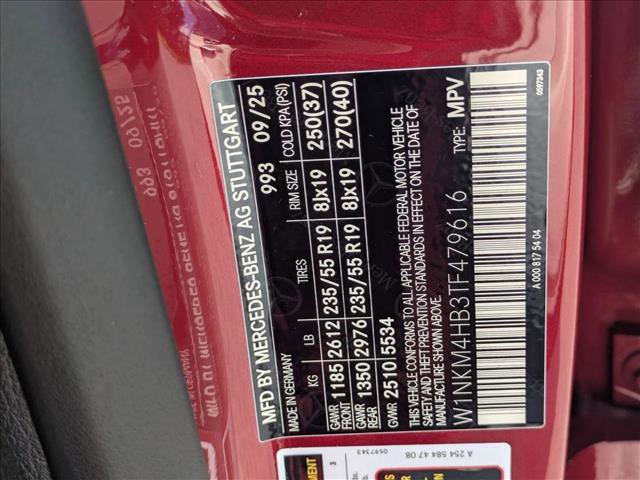 MFD BY MERCEDES-BENZ AG STUTTGART
MADE IN GERMANY 993 09/25
KG LB TIRES RIM SIZE COLD KPA(PSI)
GAWR FRONT 1185 2612 235/55 R19 8Jx19 250(37)
GAWR REAR 1350 2976 235/55 R19 8Jx19 270(40)
GVWR 2510 5534
THIS VEHICLE CONFORMS TO ALL APPLICABLE FEDERAL MOTOR VEHICLE
SAFETY AND THEFT PREVENTION STANDARDS IN EFFECT ON THE DATE OF
MANUFACTURE SHOWN ABOVE. TYPE: MPV
W1NKM4HB3TF479616
A 000 817 54 04 0597343
A 254 584 47 08
0597343